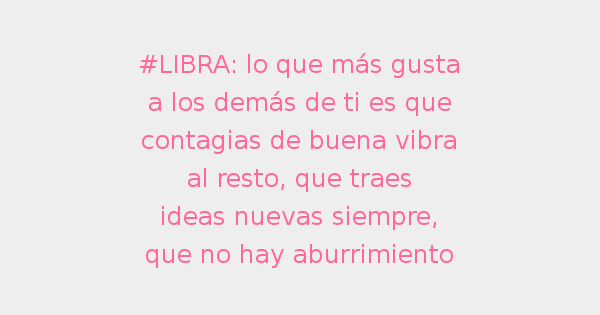 #LIBRA: lo que más gusta
a los demás de ti es que
contagias de buena vibra
al resto, que traes
ideas nuevas siempre,
que no hay aburrimiento